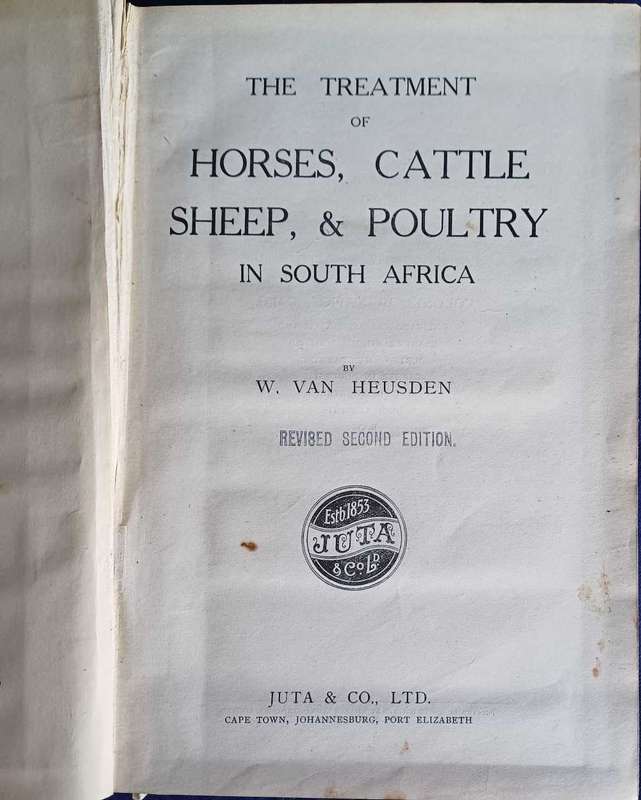 THE TREATMENT
OF
HORSES, CATTLE
SHEEP, & POULTRY
IN SOUTH AFRICA
BY
W. VAN HEUSDEN
REVISED SECOND EDITION.
Estb. 1853
JUTA
& Co. LD.
JUTA & CO., LTD.
CAPE TOWN, JOHANNESBURG, PORT ELIZABETH